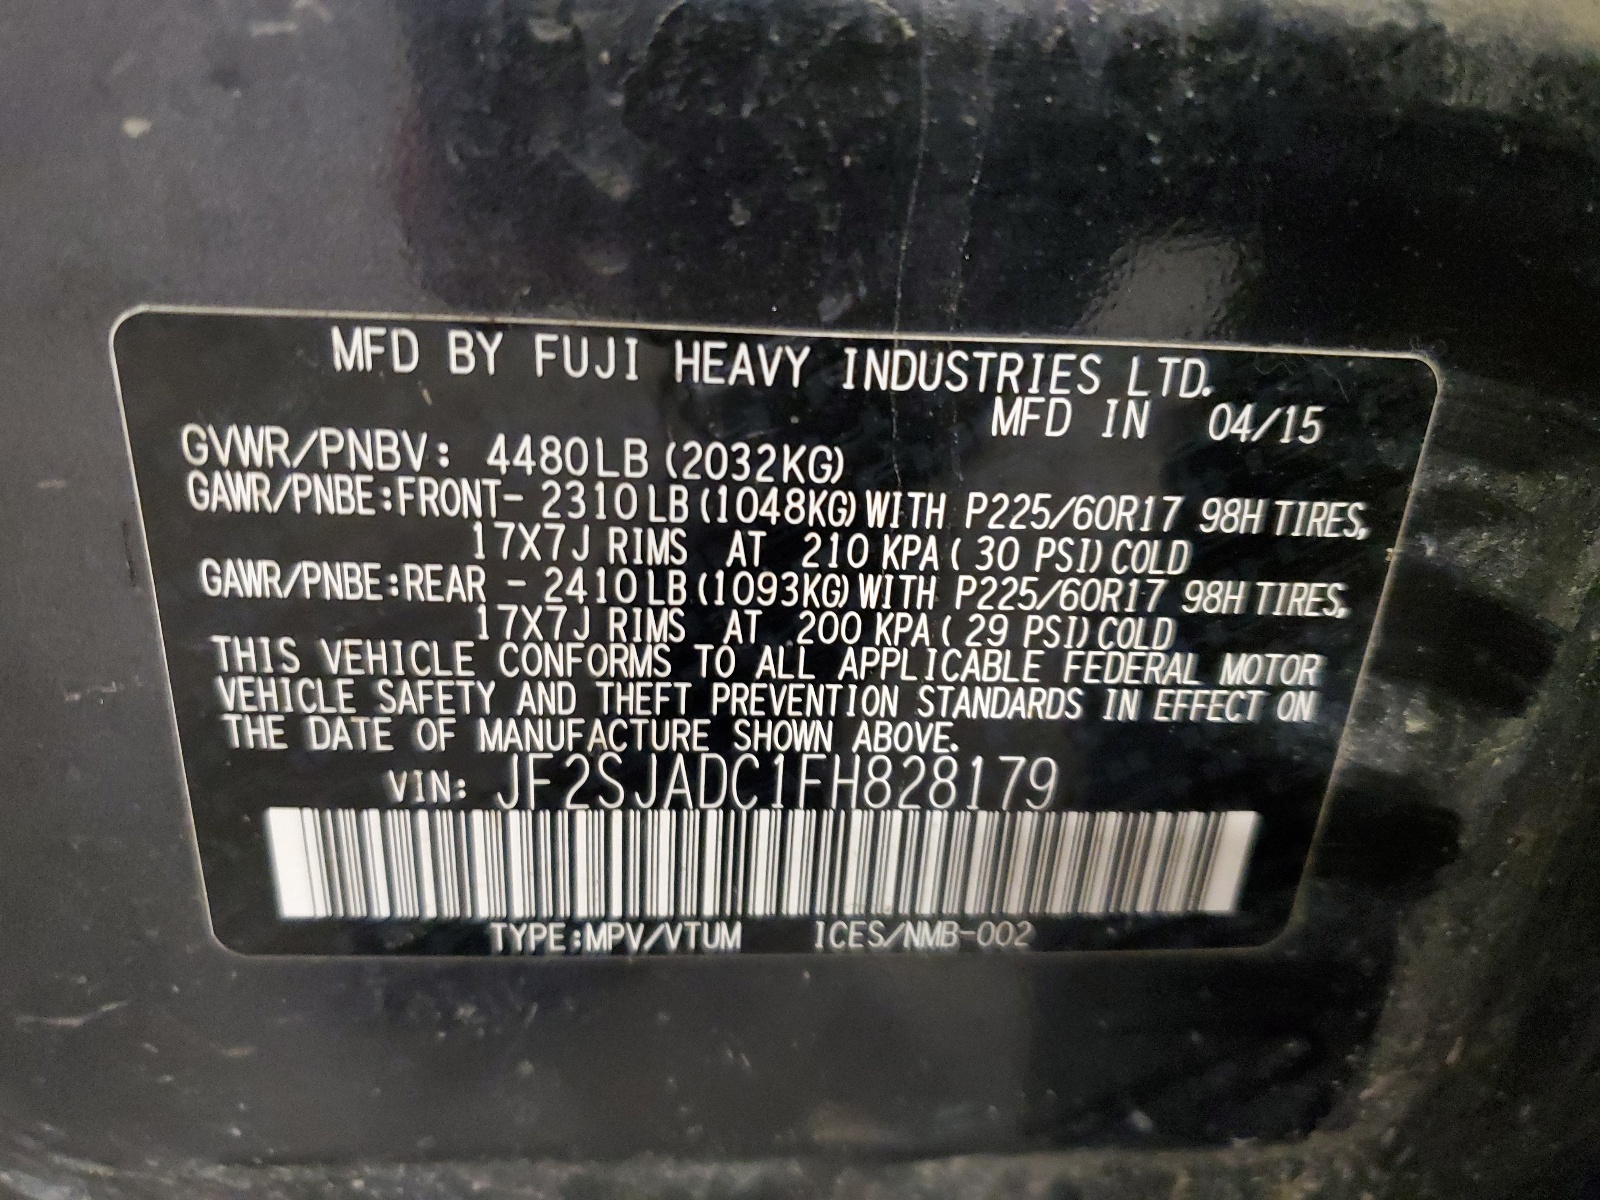 MFD BY FUJI HEAVY INDUSTRIES LTD.
MFD IN 04/15
GVWR/PNBV: 4480LB (2032KG)
GAWR/PNBE:FRONT- 2310LB (1048KG) WITH P225/60R17 98H TIRES,
17X7J RIMS AT 210 KPA ( 30 PSI) COLD
GAWR/PNBE:REAR - 2410LB (1093KG) WITH P225/60R17 98H TIRES,
17X7J RIMS AT 200 KPA ( 29 PSI) COLD
THIS VEHICLE CONFORMS TO ALL APPLICABLE FEDERAL MOTOR
VEHICLE SAFETY AND THEFT PREVENTION STANDARDS IN EFFECT ON
THE DATE OF MANUFACTURE SHOWN ABOVE.
VIN: JF2SJADC1FH828179
TYPE:MPV/VTUM ICES/NMB-002